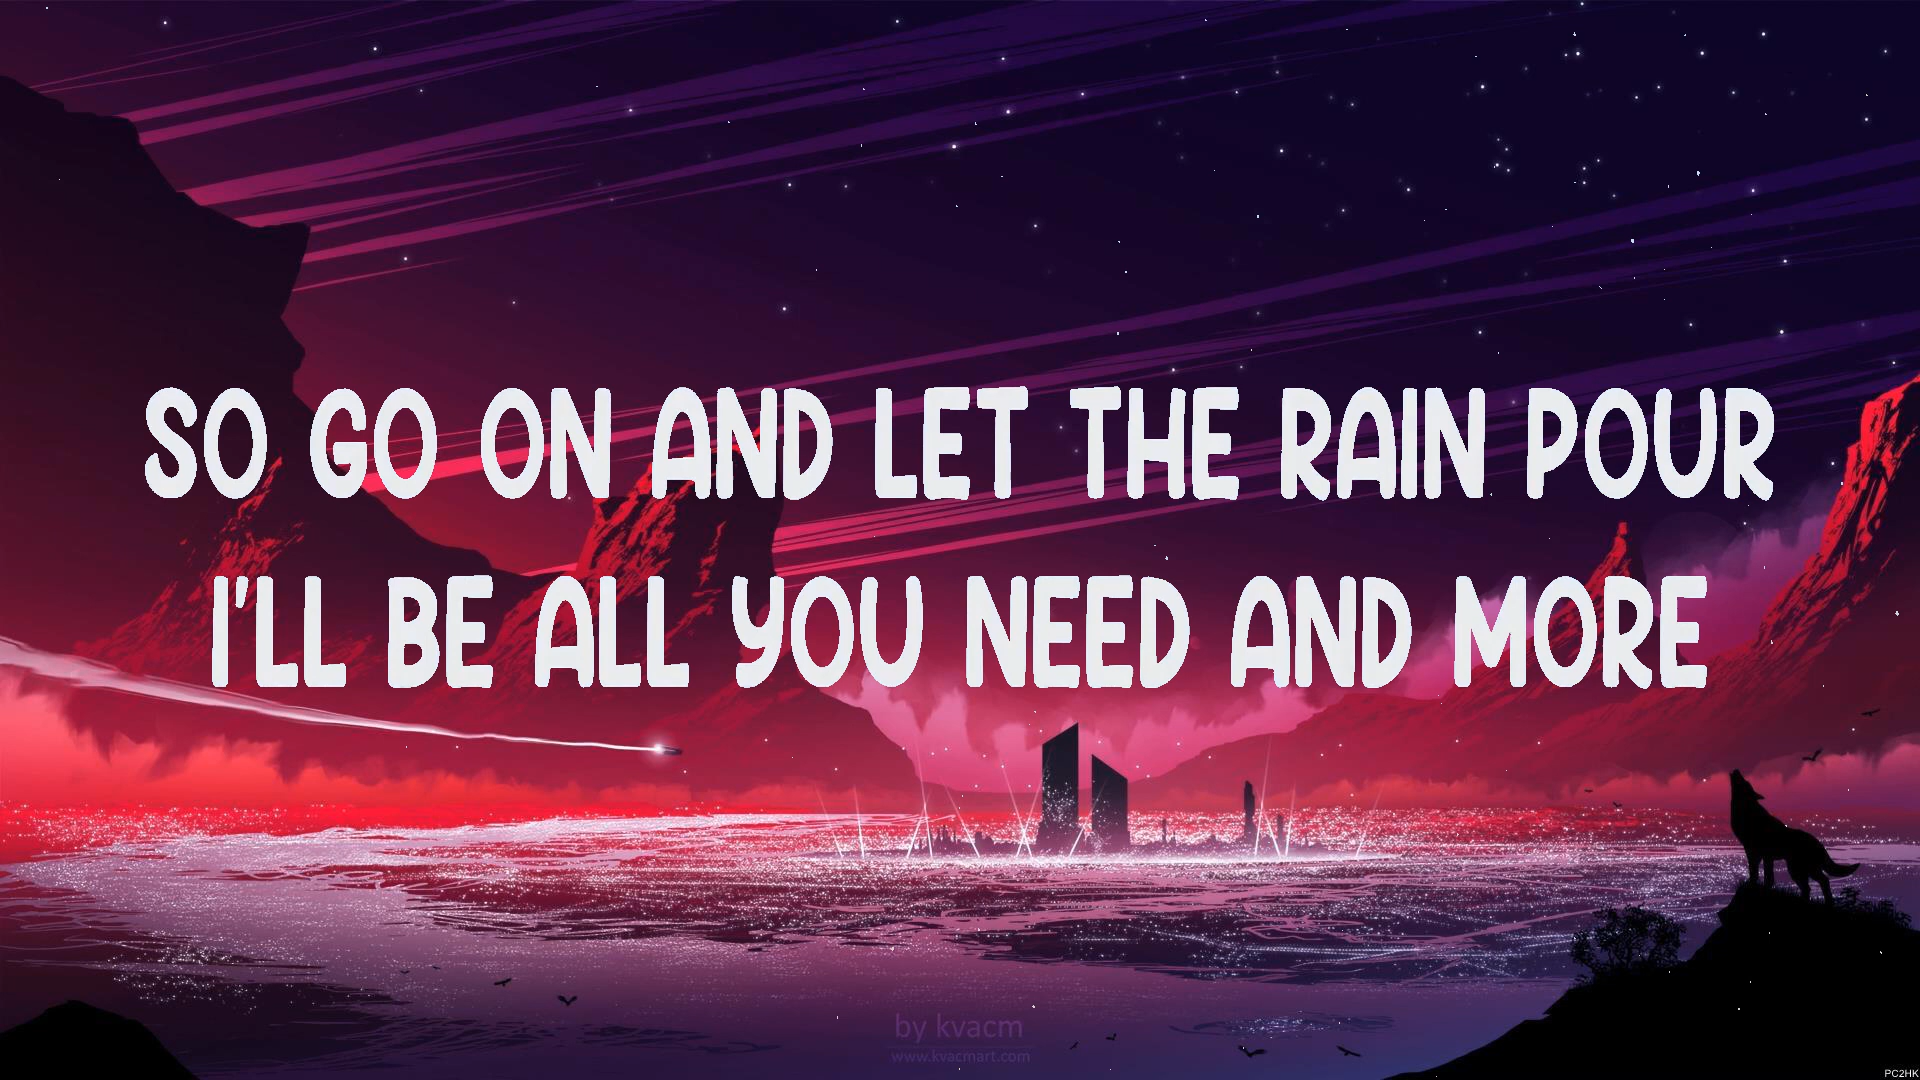 SO GO ON AND LET THE RAIN POUR
I'LL BE ALL YOU NEED AND MORE
by kvacm
www.kvacmart.com
PC2HK